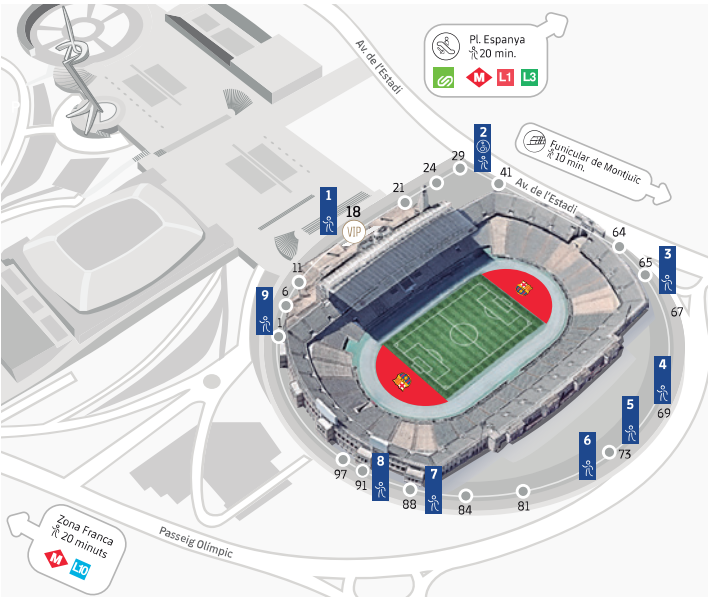 Pl. Espanya
20 min.
M L1 L3
Av. de l'Estadi
Funicular de Montjuïc
10 min.
Av. de l'Estadi
2
29
24
41
21
1
18
VIP
64
65
3
67
11
6
9
1
4
69
5
73
6
97
91
8
88
7
84
81
Zona Franca
20 minuts
M L10
Passeig Olímpic